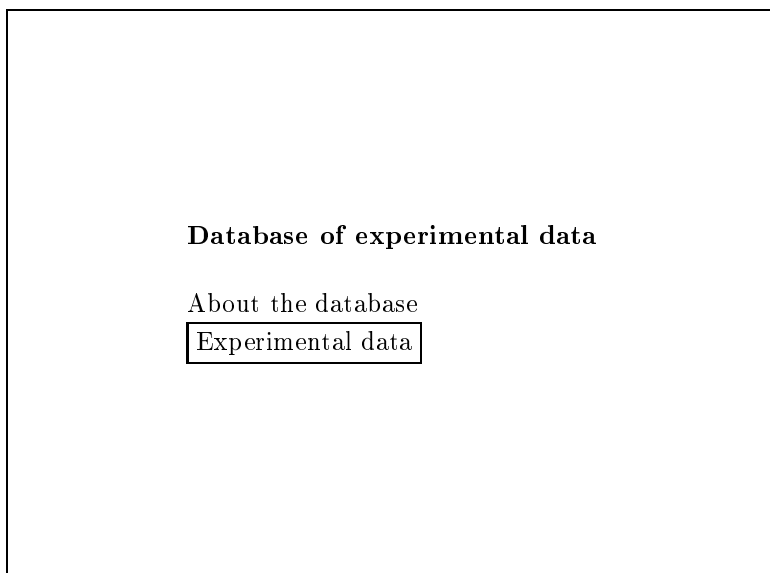 Database of experimental data
About the database
Experimental data